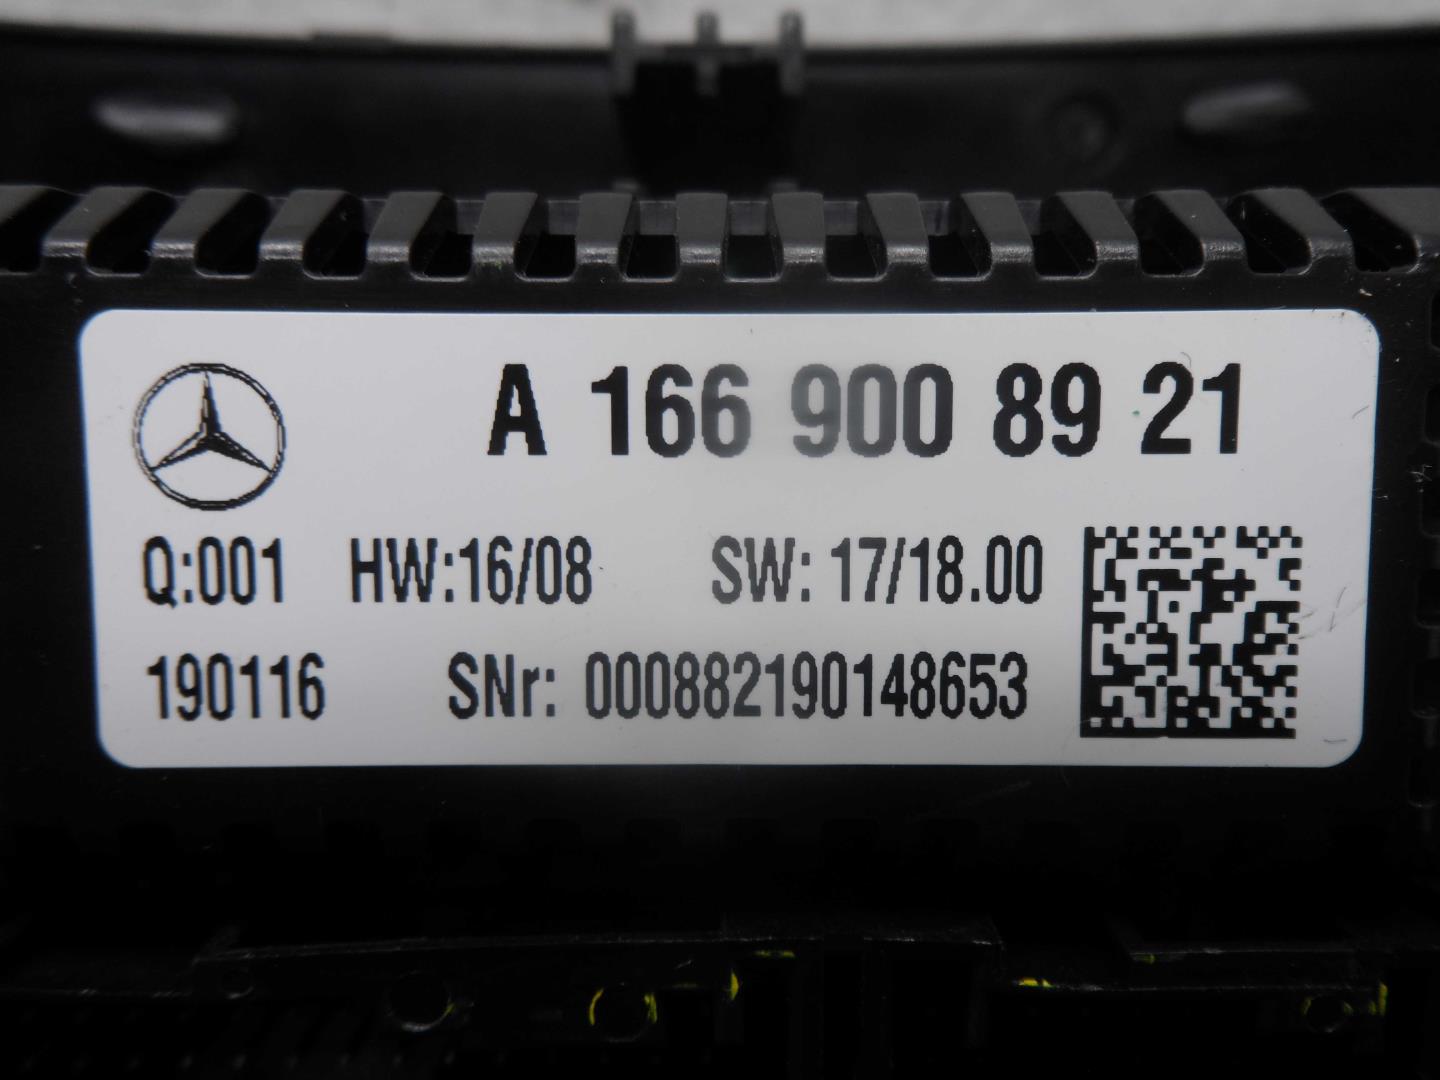 A 166 900 89 21
Q:001 HW:16/08 SW: 17/18.00
190116 SNr: 000882190148653